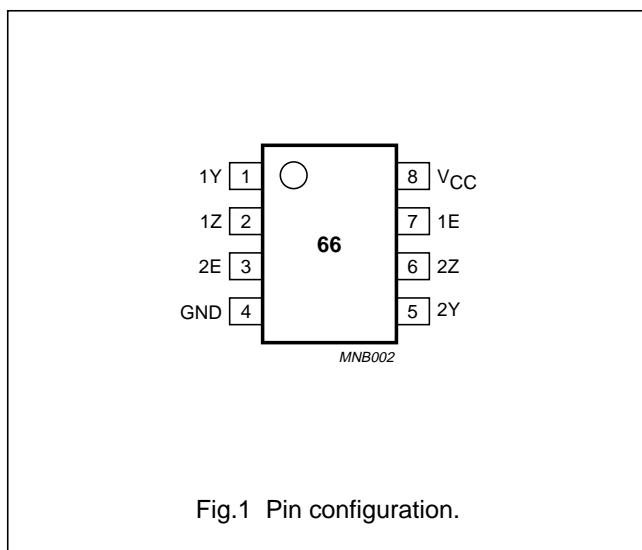 1Y 1 8 VCC
1Z 2 7 1E
66
2E 3 6 2Z
GND 4 5 2Y
MNB002
Fig.1 Pin configuration.